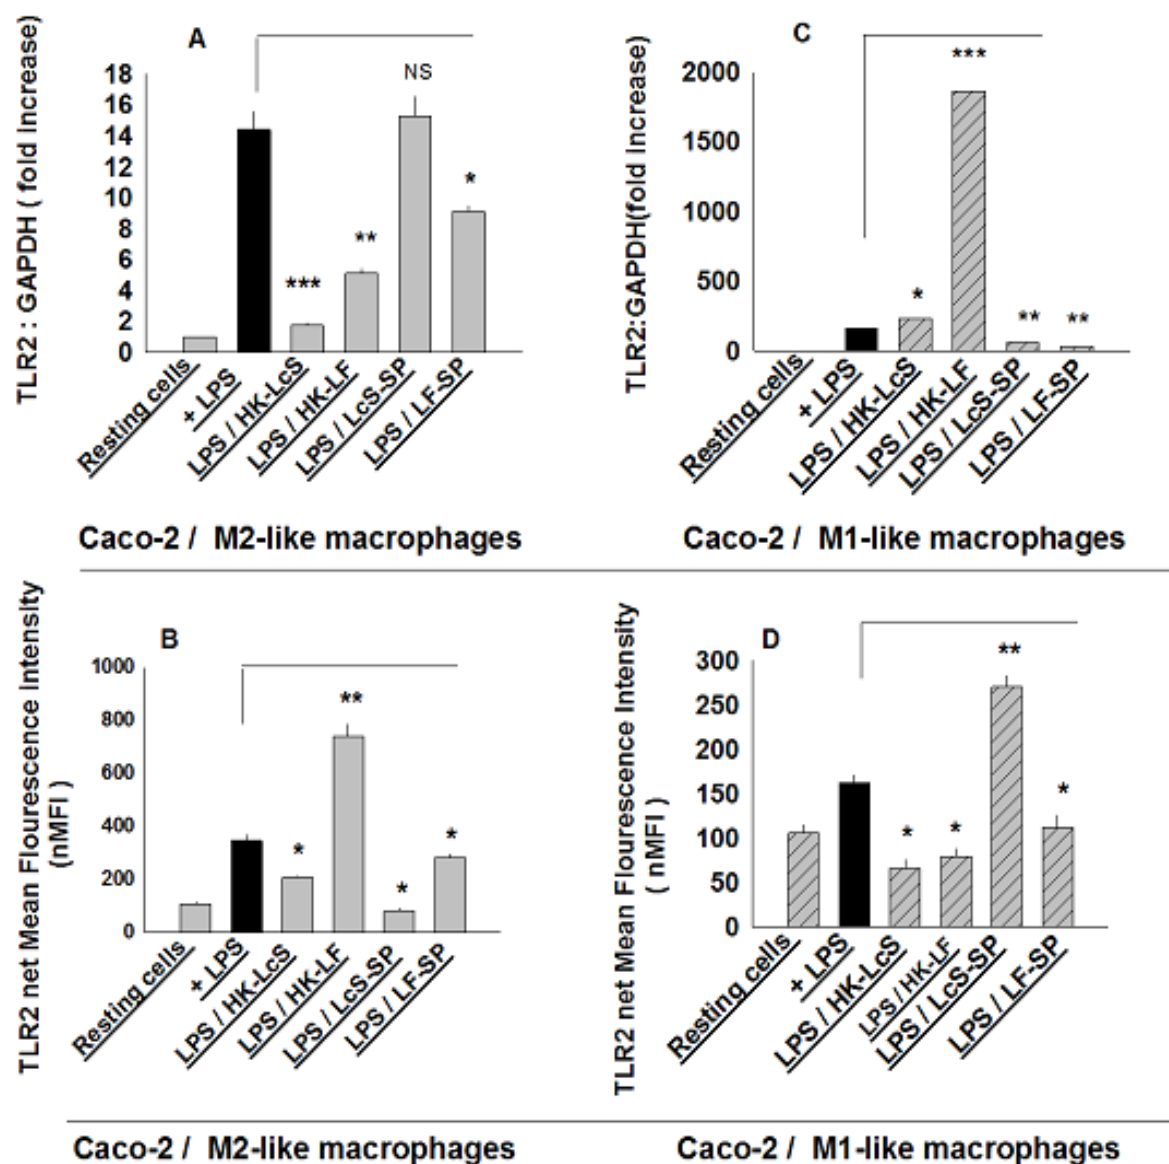 A
TLR2 : GAPDH ( fold Increase)
18
16
14
12
10
8
6
4
2
0
***
**
NS
*
Resting cells
+ LPS
LPS / HK-LcS
LPS / HK-LF
LPS / LcS-SP
LPS / LF-SP
Caco-2 / M2-like macrophages
C
TLR2:GAPDH(fold Increase)
2000
1500
1000
500
0
*
***
**
**
Resting cells
+ LPS
LPS / HK-LcS
LPS / HK-LF
LPS / LcS-SP
LPS / LF-SP
Caco-2 / M1-like macrophages
B
TLR2 net Mean Flourescence Intensity
(nMFI )
1000
800
600
400
200
0
*
**
*
*
Resting cells
+ LPS
LPS / HK-LcS
LPS / HK-LF
LPS / LcS-SP
LPS / LF-SP
Caco-2 / M2-like macrophages
D
TLR2 net Mean Flourescence Intensity
( nMFI )
300
250
200
150
100
50
0
*
*
**
*
Resting cells
+ LPS
LPS / HK-LcS
LPS / HK-LF
LPS / LcS-SP
LPS / LF-SP
Caco-2 / M1-like macrophages